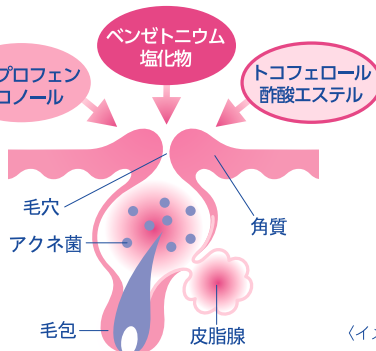 ベンゼトニウム
塩化物
プロフェン
コノール
トコフェロール
酢酸エステル
毛穴
角質
アクネ菌
毛包
皮脂腺
〈イメ